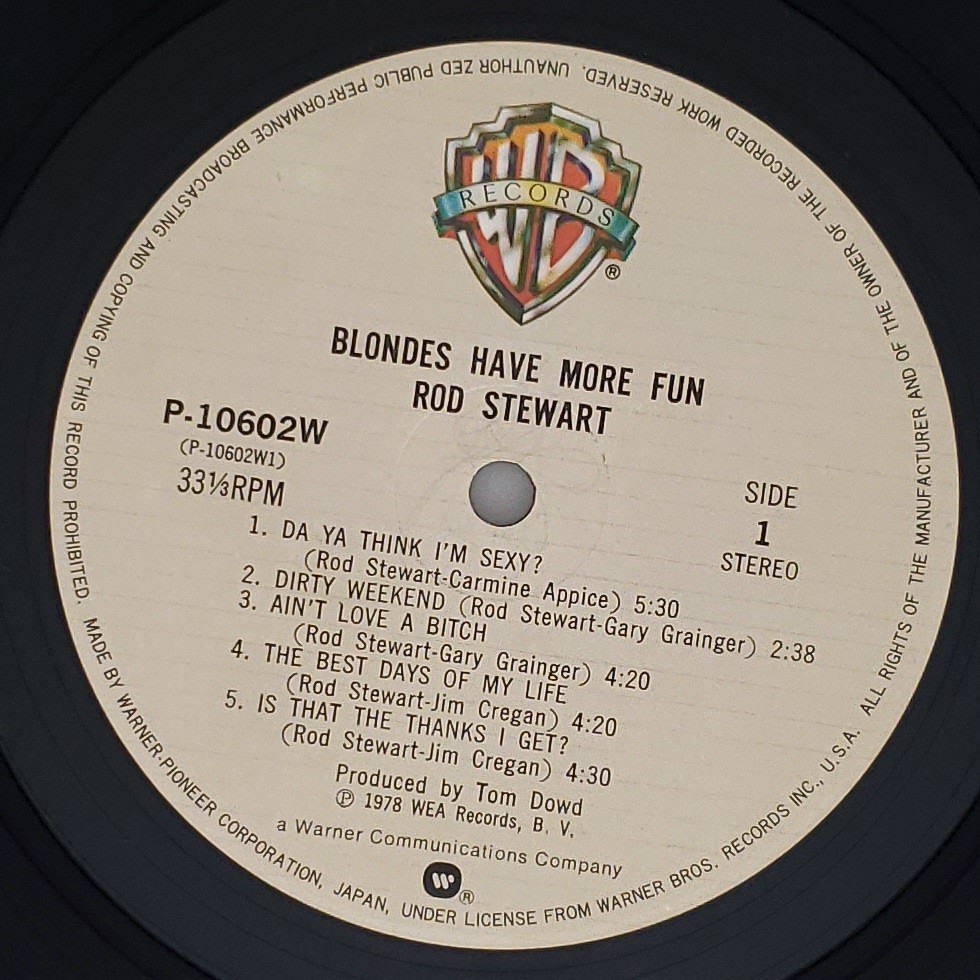 WB
RECORDS
®
BLONDES HAVE MORE FUN
ROD STEWART
P-10602W
(P-10602W1)
33⅓RPM
SIDE
1
STEREO
1. DA YA THINK I'M SEXY?
(Rod Stewart-Carmine Appice) 5:30
2. DIRTY WEEKEND (Rod Stewart-Gary Grainger) 2:38
3. AIN'T LOVE A BITCH
(Rod Stewart-Gary Grainger) 4:20
4. THE BEST DAYS OF MY LIFE
(Rod Stewart-Jim Cregan) 4:20
5. IS THAT THE THANKS I GET?
(Rod Stewart-Jim Cregan) 4:30
Produced by Tom Dowd
℗ 1978 WEA Records, B. V.
a Warner Communications Company
W ®
MADE BY WARNER-PIONEER CORPORATION, JAPAN, UNDER LICENSE FROM WARNER BROS. RECORDS INC., U.S.A. ALL RIGHTS OF THE MANUFACTURER AND OF THE OWNER OF THE RECORDED WORK RESERVED. UNAUTHOR ZED PUBLIC PERFORMANCE BROADCASTING AND COPYING OF THIS RECORD PROHIBITED.